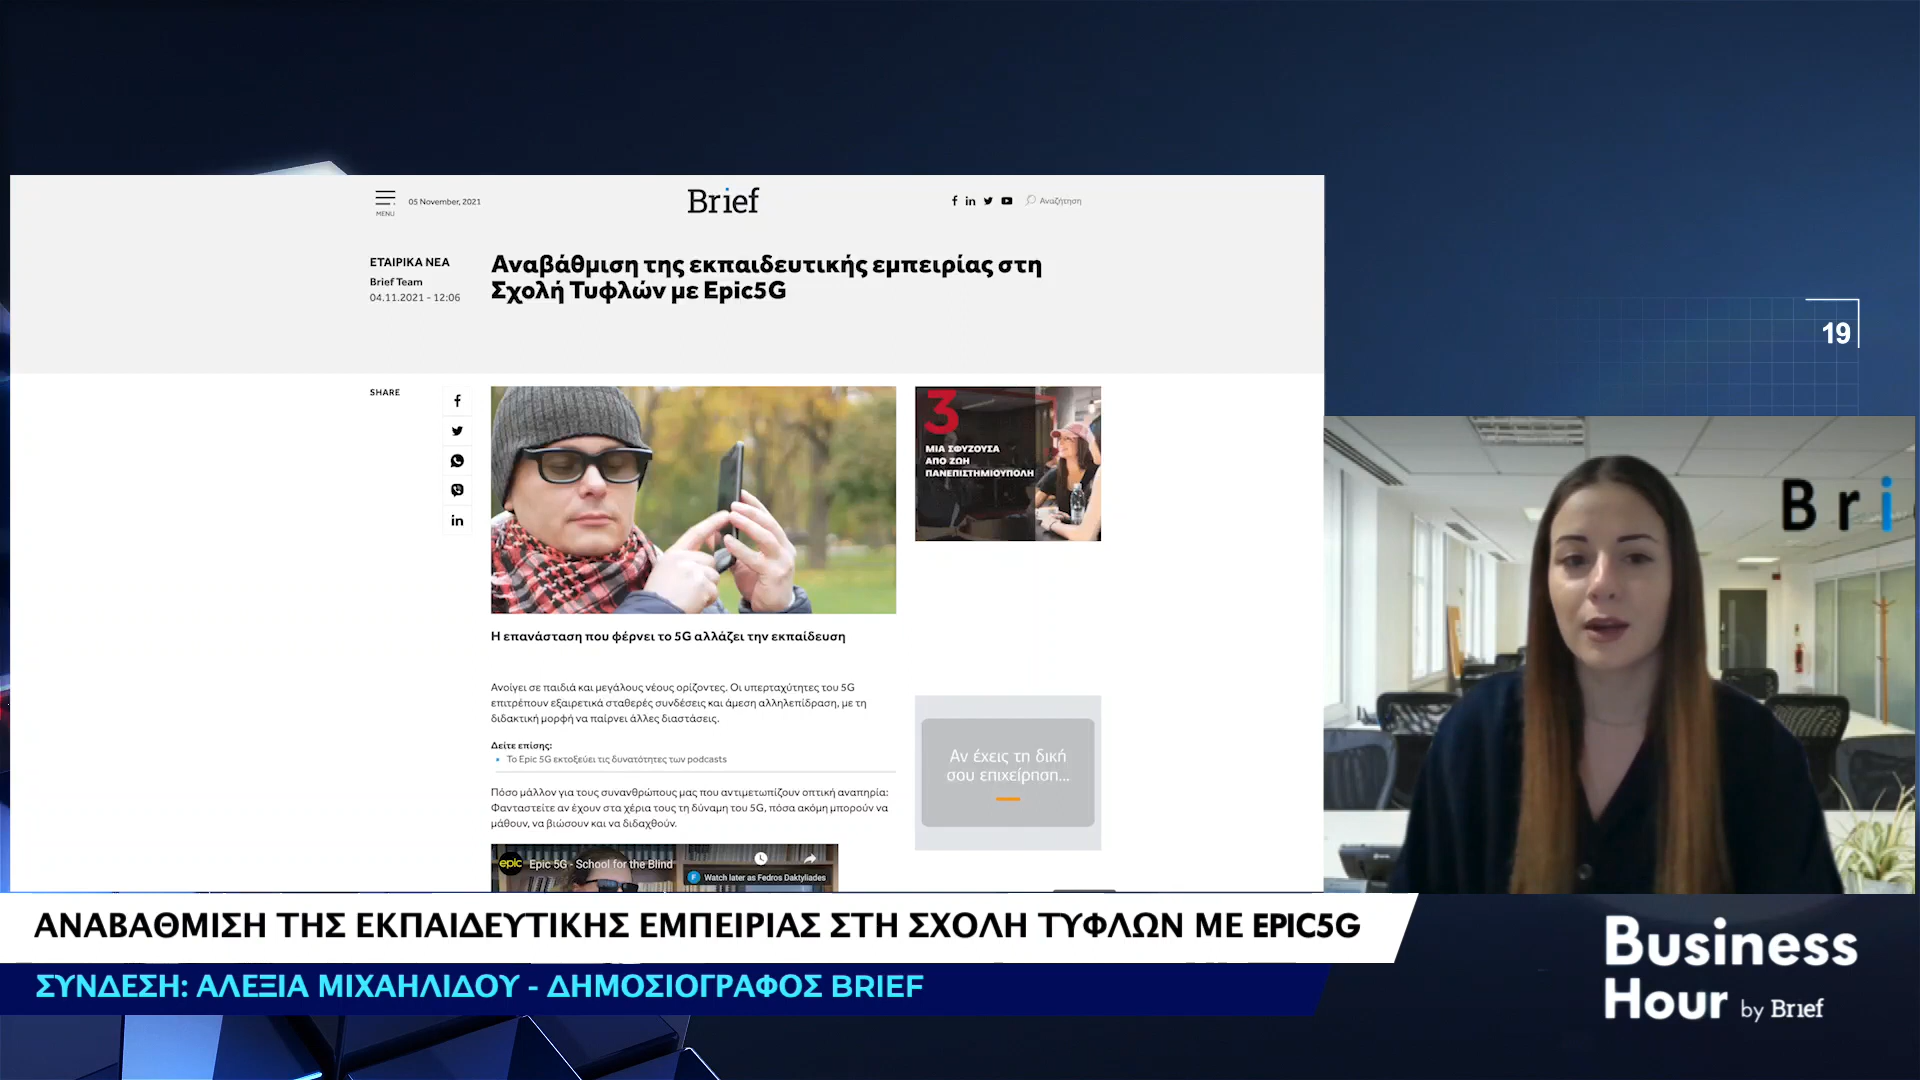 MENU
05 November, 2021
Brief
Αναζήτηση
ΕΤΑΙΡΙΚΑ ΝΕΑ
Brief Team
04.11.2021 - 12:06
Αναβάθμιση της εκπαιδευτικής εμπειρίας στη
Σχολή Τυφλών με Epic5G
19
SHARE
3
ΜΙΑ ΣΦΥΖΟΥΣΑ
ΑΠΟ ΖΩΗ
ΠΑΝΕΠΙΣΤΗΜΙΟΥΠΟΛΗ
Bri
Η επανάσταση που φέρνει το 5G αλλάζει την εκπαίδευση
Ανοίγει σε παιδιά και μεγάλους νέους ορίζοντες. Οι υπερταχύτητες του 5G
επιτρέπουν εξαιρετικά σταθερές συνδέσεις και άμεση αλληλεπίδραση, με τη
διδακτική μορφή να παίρνει άλλες διαστάσεις.
Δείτε επίσης:
Το Epic 5G εκτοξεύει τις δυνατότητες των podcasts
Πόσο μάλλον για τους συνανθρώπους μας που αντιμετωπίζουν οπτική αναπηρία:
Φανταστείτε αν έχουν στα χέρια τους τη δύναμη του 5G, πόσα ακόμη μπορούν να
μάθουν, να βιώσουν και να διδαχθούν.
Αν έχεις τη δική
σου επιχείρηση...
epic Epic 5G - School for the Blind
Watch later as Fedros Daktyliades
ΑΝΑΒΑΘΜΙΣΗ ΤΗΣ ΕΚΠΑΙΔΕΥΤΙΚΗΣ ΕΜΠΕΙΡΙΑΣ ΣΤΗ ΣΧΟΛΗ ΤΥΦΛΩΝ ΜΕ EPIC5G
ΣΥΝΔΕΣΗ: ΑΛΕΞΙΑ ΜΙΧΑΗΛΙΔΟΥ - ΔΗΜΟΣΙΟΓΡΑΦΟΣ BRIEF
Business
Hour by Brief